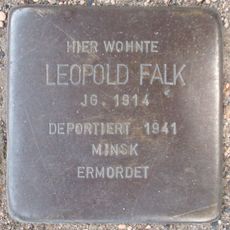 HIER WOHNTE
LEOPOLD FALK
JG. 1914
DEPORTIERT 1941
MINSK
ERMORDET